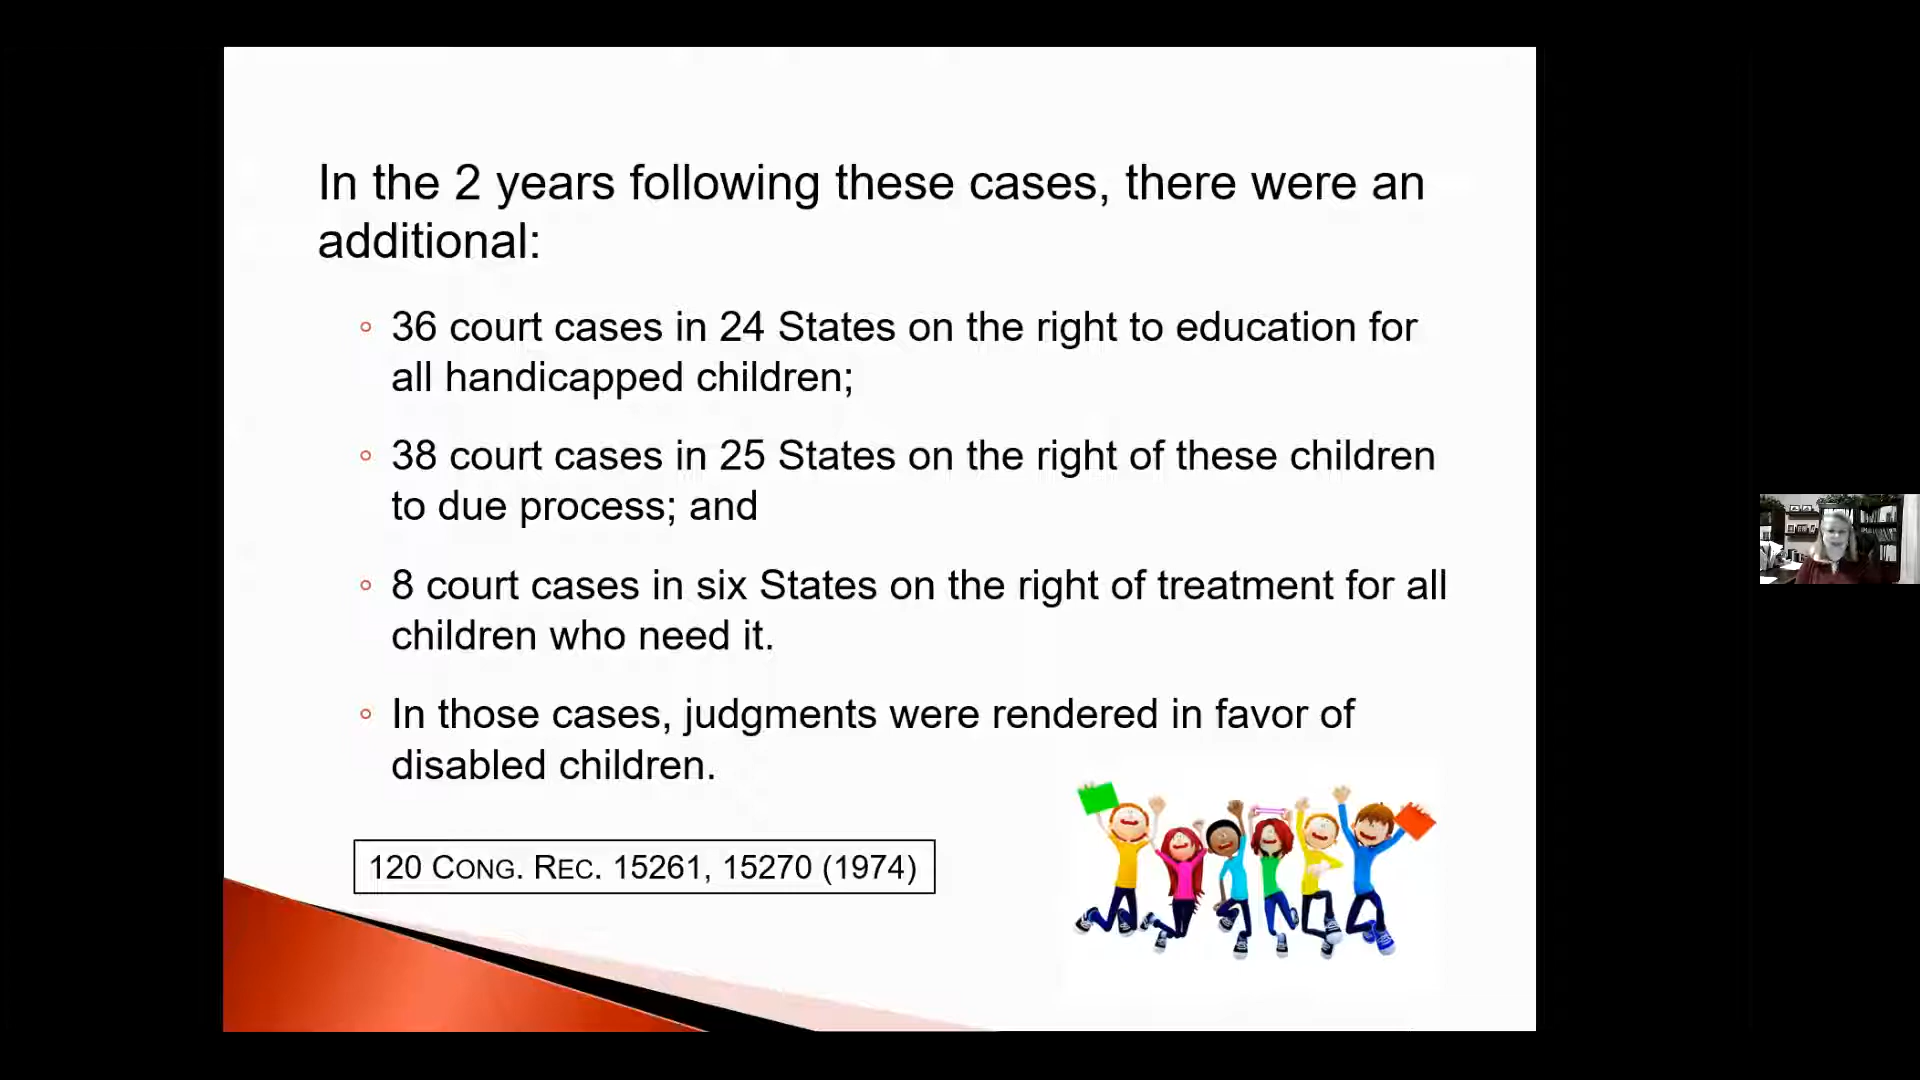 In the 2 years following these cases, there were an
additional:
◦ 36 court cases in 24 States on the right to education for
all handicapped children;
◦ 38 court cases in 25 States on the right of these children
to due process; and
◦ 8 court cases in six States on the right of treatment for all
children who need it.
◦ In those cases, judgments were rendered in favor of
disabled children.
120 CONG. REC. 15261, 15270 (1974)